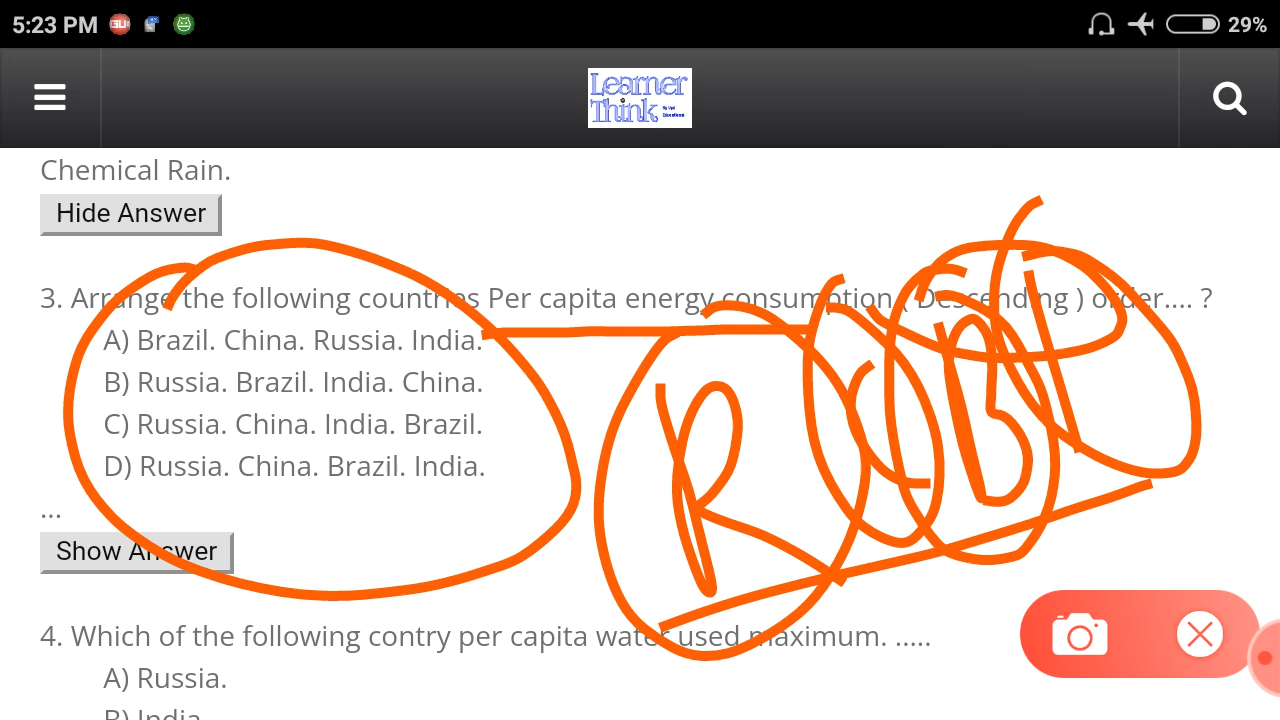 5:23 PM 29%
Learner Think
Chemical Rain.
Hide Answer
3. Arrange the following countries Per capita energy consumption ( Descending ) order.... ?
A) Brazil. China. Russia. India.
B) Russia. Brazil. India. China.
C) Russia. China. India. Brazil.
D) Russia. China. Brazil. India.
...
Show Answer
R C B I
4. Which of the following contry per capita water used maximum. .....
A) Russia.
B) India